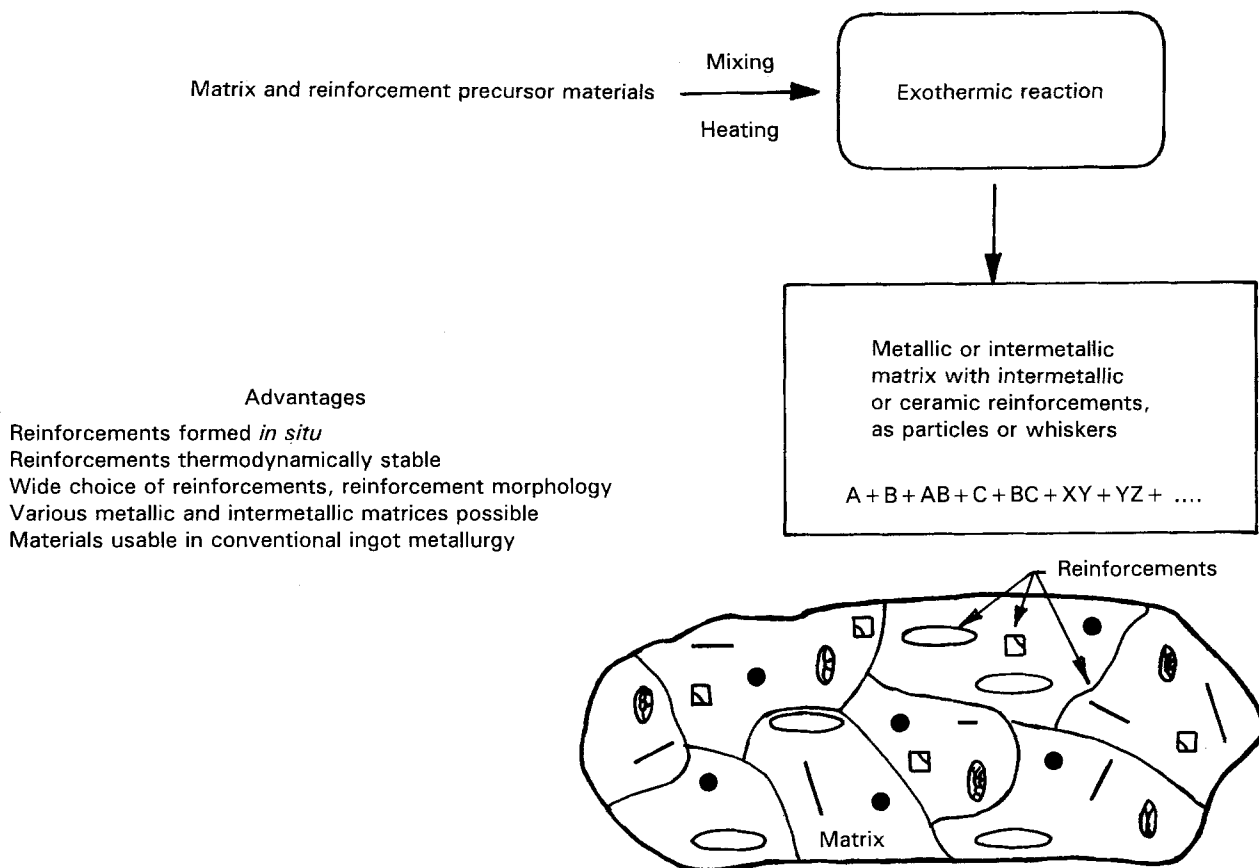 Mixing
Matrix and reinforcement precursor materials
Heating
Exothermic reaction
Metallic or intermetallic
matrix with intermetallic
or ceramic reinforcements,
as particles or whiskers
A + B + AB + C + BC + XY + YZ + ....
Advantages
Reinforcements formed in situ
Reinforcements thermodynamically stable
Wide choice of reinforcements, reinforcement morphology
Various metallic and intermetallic matrices possible
Materials usable in conventional ingot metallurgy
Reinforcements
Matrix